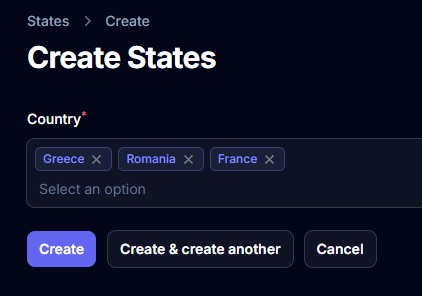 States > Create
Create States
Country*
Greece × Romania × France ×
Select an option
Create Create & create another Cancel